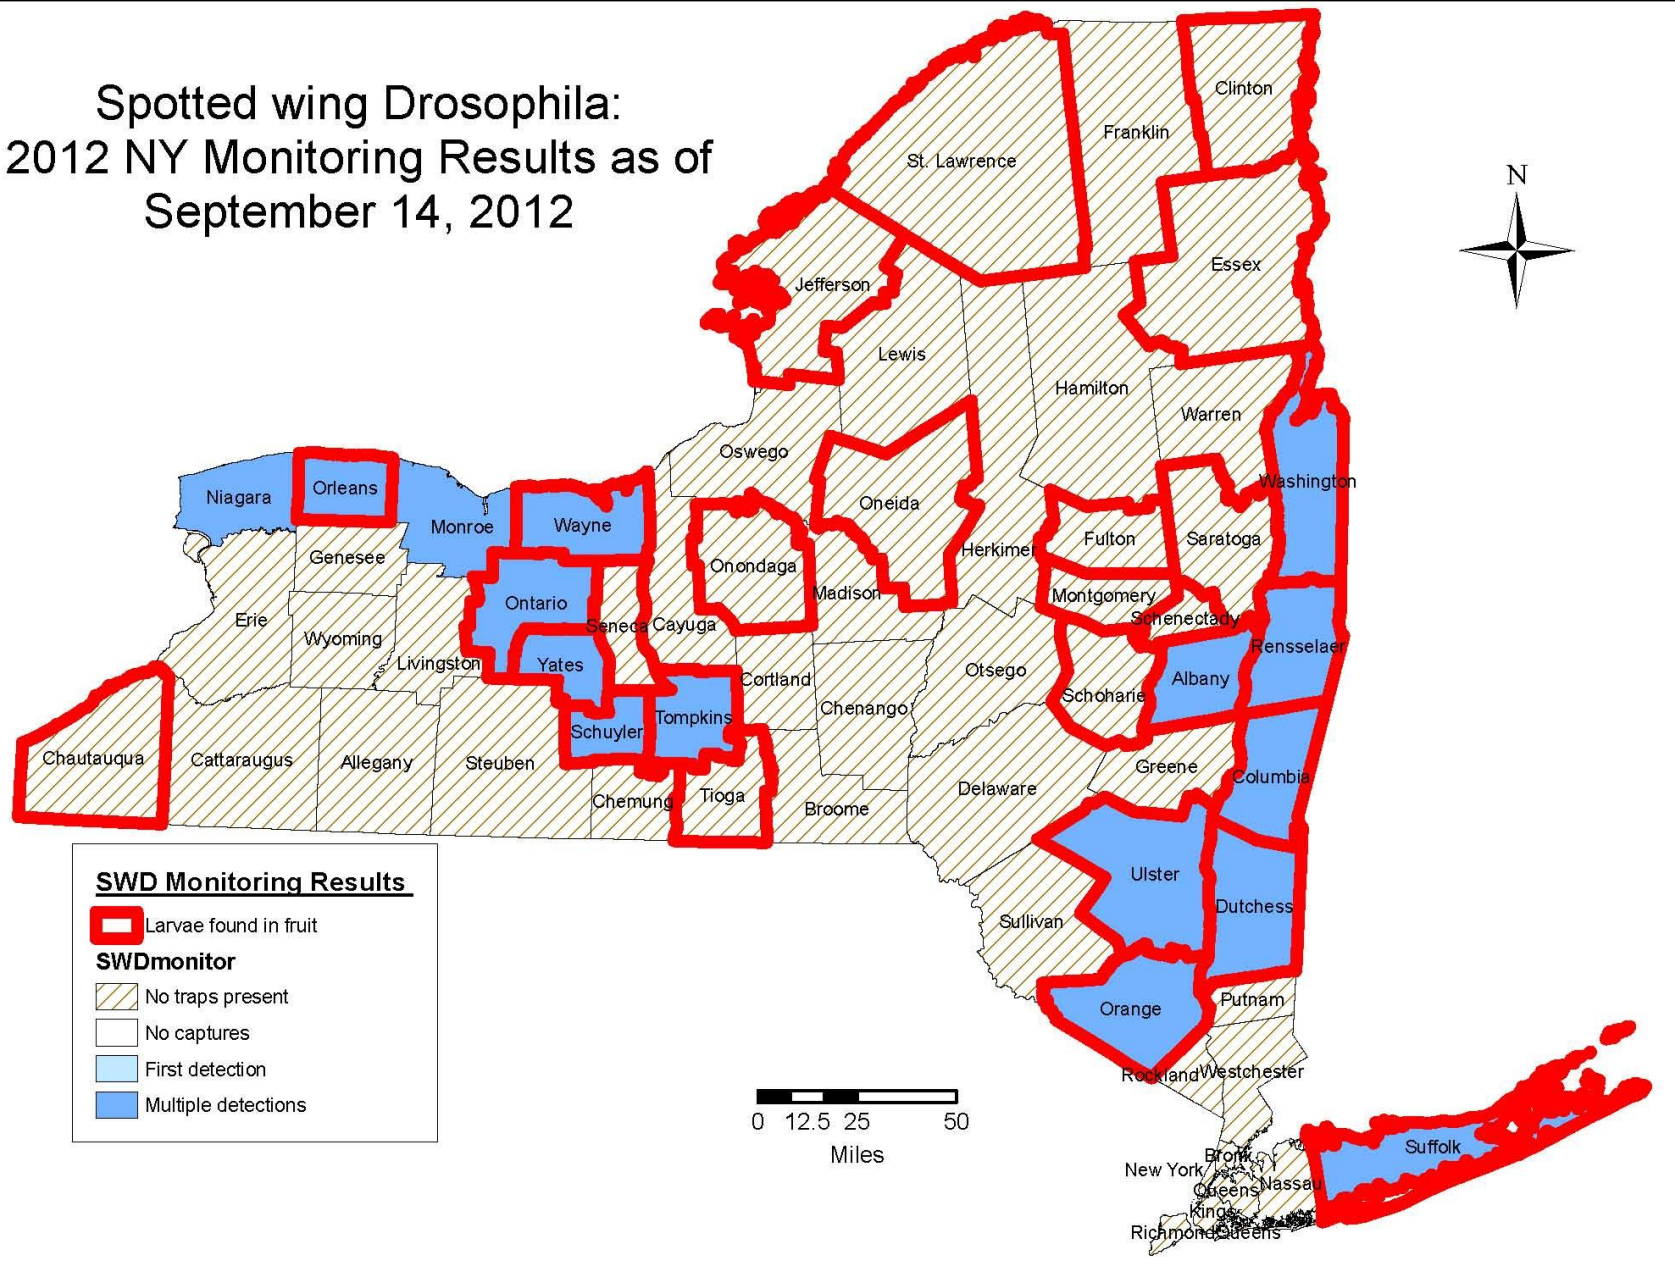 Spotted wing Drosophila:
2012 NY Monitoring Results as of
September 14, 2012
N
Clinton
Franklin
St. Lawrence
Essex
Jefferson
Lewis
Hamilton
Warren
Oswego
Washington
Niagara
Orleans
Monroe
Wayne
Oneida
Genesee
Onondaga
Herkimer
Fulton
Saratoga
Madison
Montgomery
Ontario
Erie
Wyoming
Seneca
Cayuga
Schenectady
Livingston
Yates
Rensselaer
Cortland
Otsego
Albany
Schoharie
Chenango
Tompkins
Schuyler
Chautauqua
Cattaraugus
Allegany
Steuben
Greene
Columbia
Chemung
Tioga
Broome
Delaware
Ulster
Dutchess
Sullivan
Orange
Putnam
Rockland
Westchester
Suffolk
Bronx
New York
Queens
Nassau
Kings
Richmond
Queens
SWD Monitoring Results
Larvae found in fruit
SWDmonitor
No traps present
No captures
First detection
Multiple detections
0 12.5 25 50
Miles